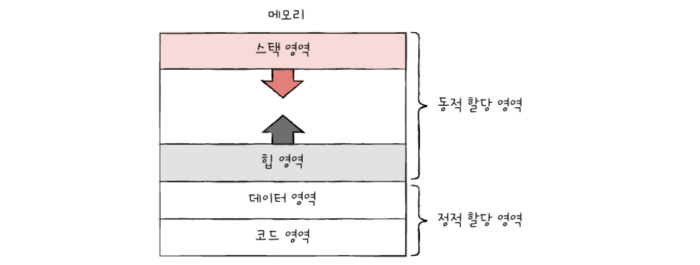 메모리
스택 영역
동적 할당 영역
힙 영역
데이터 영역
정적 할당 영역
코드 영역